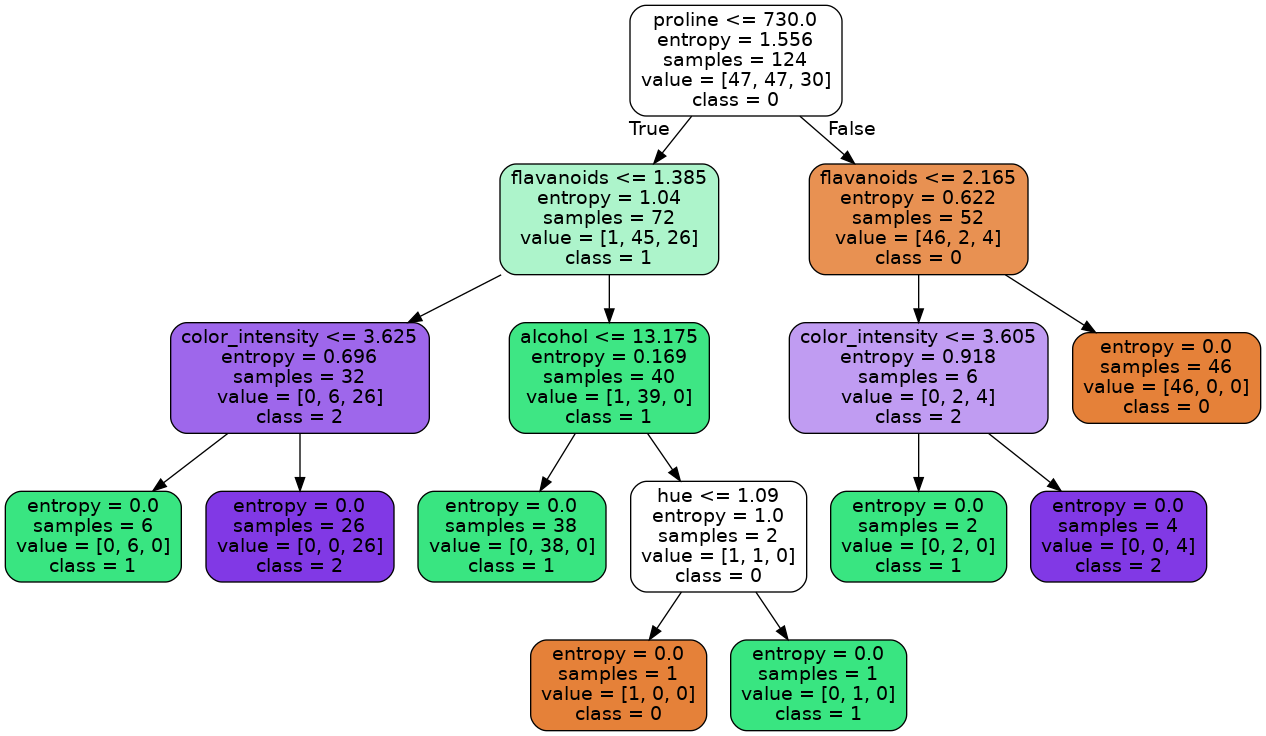 proline <= 730.0
entropy = 1.556
samples = 124
value = [47, 47, 30]
class = 0
True
False
flavanoids <= 1.385
entropy = 1.04
samples = 72
value = [1, 45, 26]
class = 1
flavanoids <= 2.165
entropy = 0.622
samples = 52
value = [46, 2, 4]
class = 0
color_intensity <= 3.625
entropy = 0.696
samples = 32
value = [0, 6, 26]
class = 2
alcohol <= 13.175
entropy = 0.169
samples = 40
value = [1, 39, 0]
class = 1
color_intensity <= 3.605
entropy = 0.918
samples = 6
value = [0, 2, 4]
class = 2
entropy = 0.0
samples = 46
value = [46, 0, 0]
class = 0
entropy = 0.0
samples = 6
value = [0, 6, 0]
class = 1
entropy = 0.0
samples = 26
value = [0, 0, 26]
class = 2
entropy = 0.0
samples = 38
value = [0, 38, 0]
class = 1
hue <= 1.09
entropy = 1.0
samples = 2
value = [1, 1, 0]
class = 0
entropy = 0.0
samples = 2
value = [0, 2, 0]
class = 1
entropy = 0.0
samples = 4
value = [0, 0, 4]
class = 2
entropy = 0.0
samples = 1
value = [1, 0, 0]
class = 0
entropy = 0.0
samples = 1
value = [0, 1, 0]
class = 1